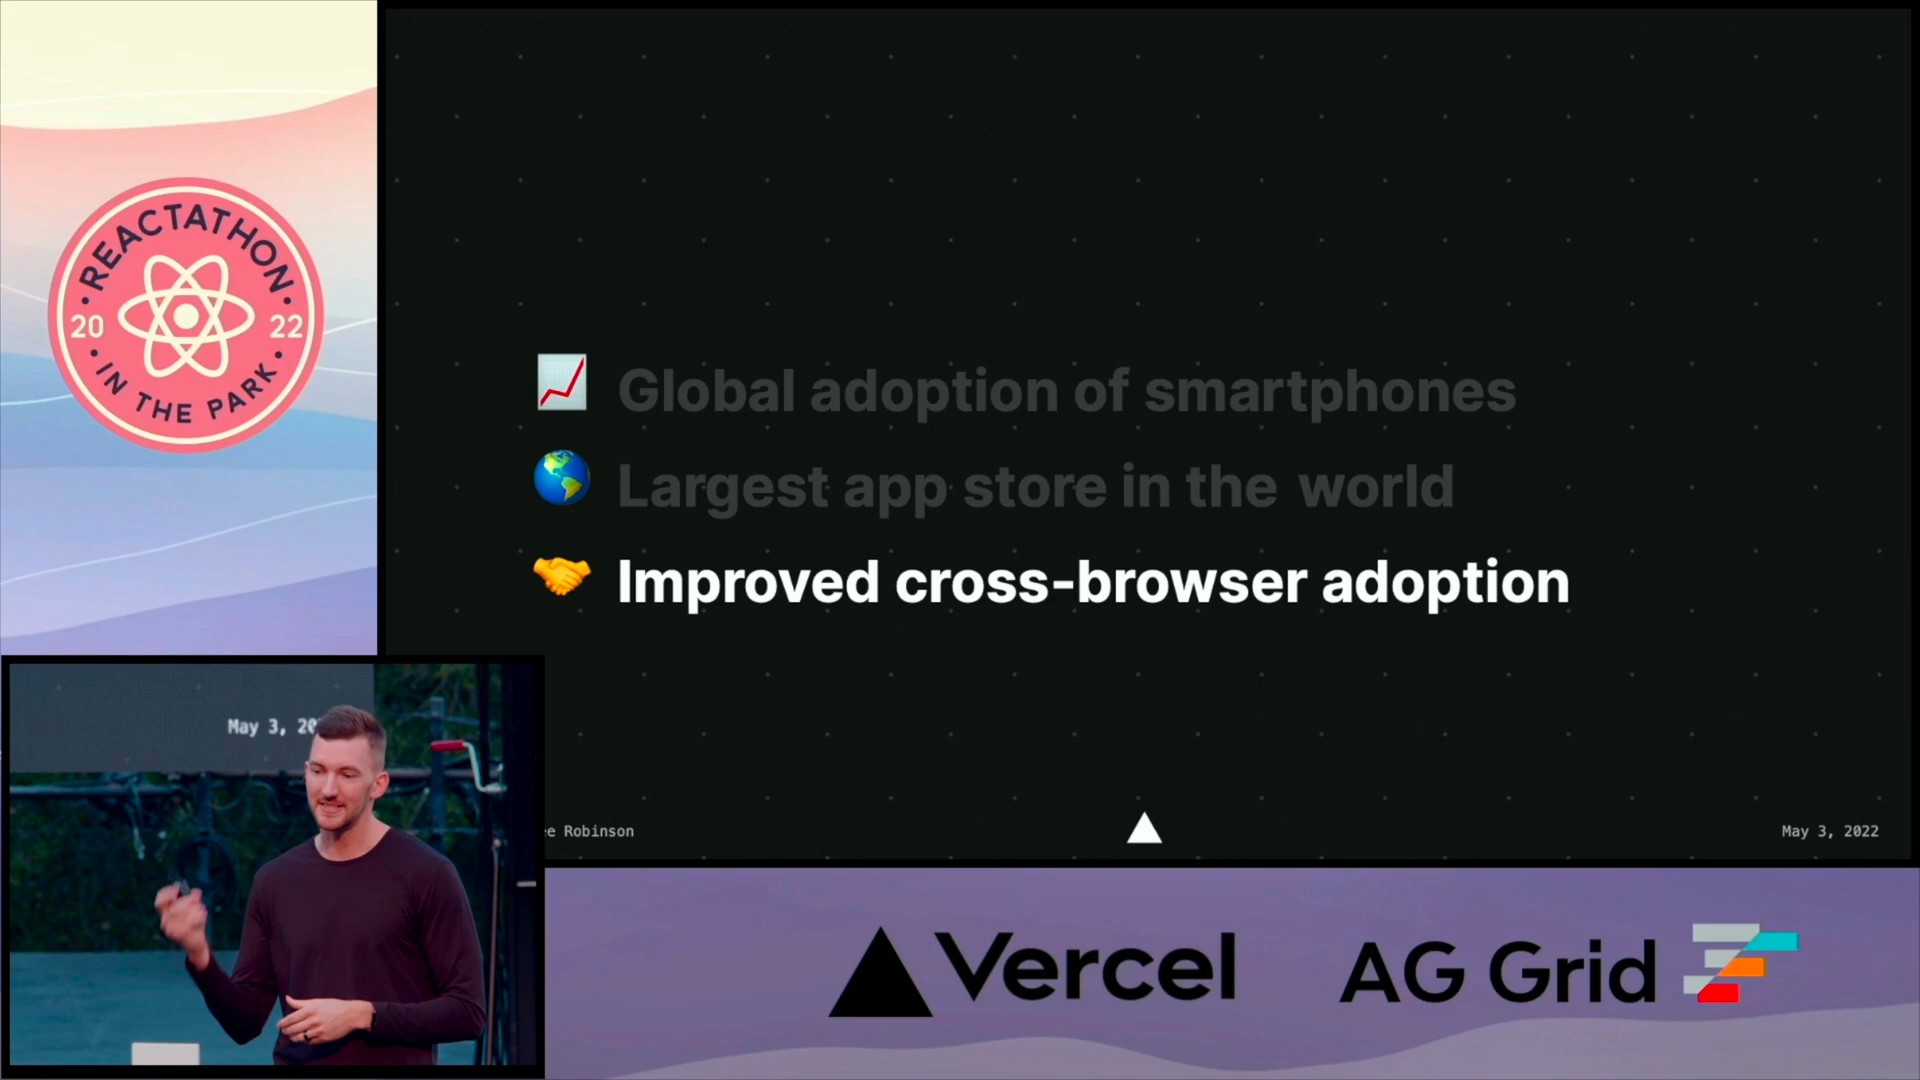 REACTATHON
20 22
IN THE PARK
Global adoption of smartphones
Largest app store in the world
Improved cross-browser adoption
May 3,
Robinson
May 3, 2022
Vercel
AG Grid